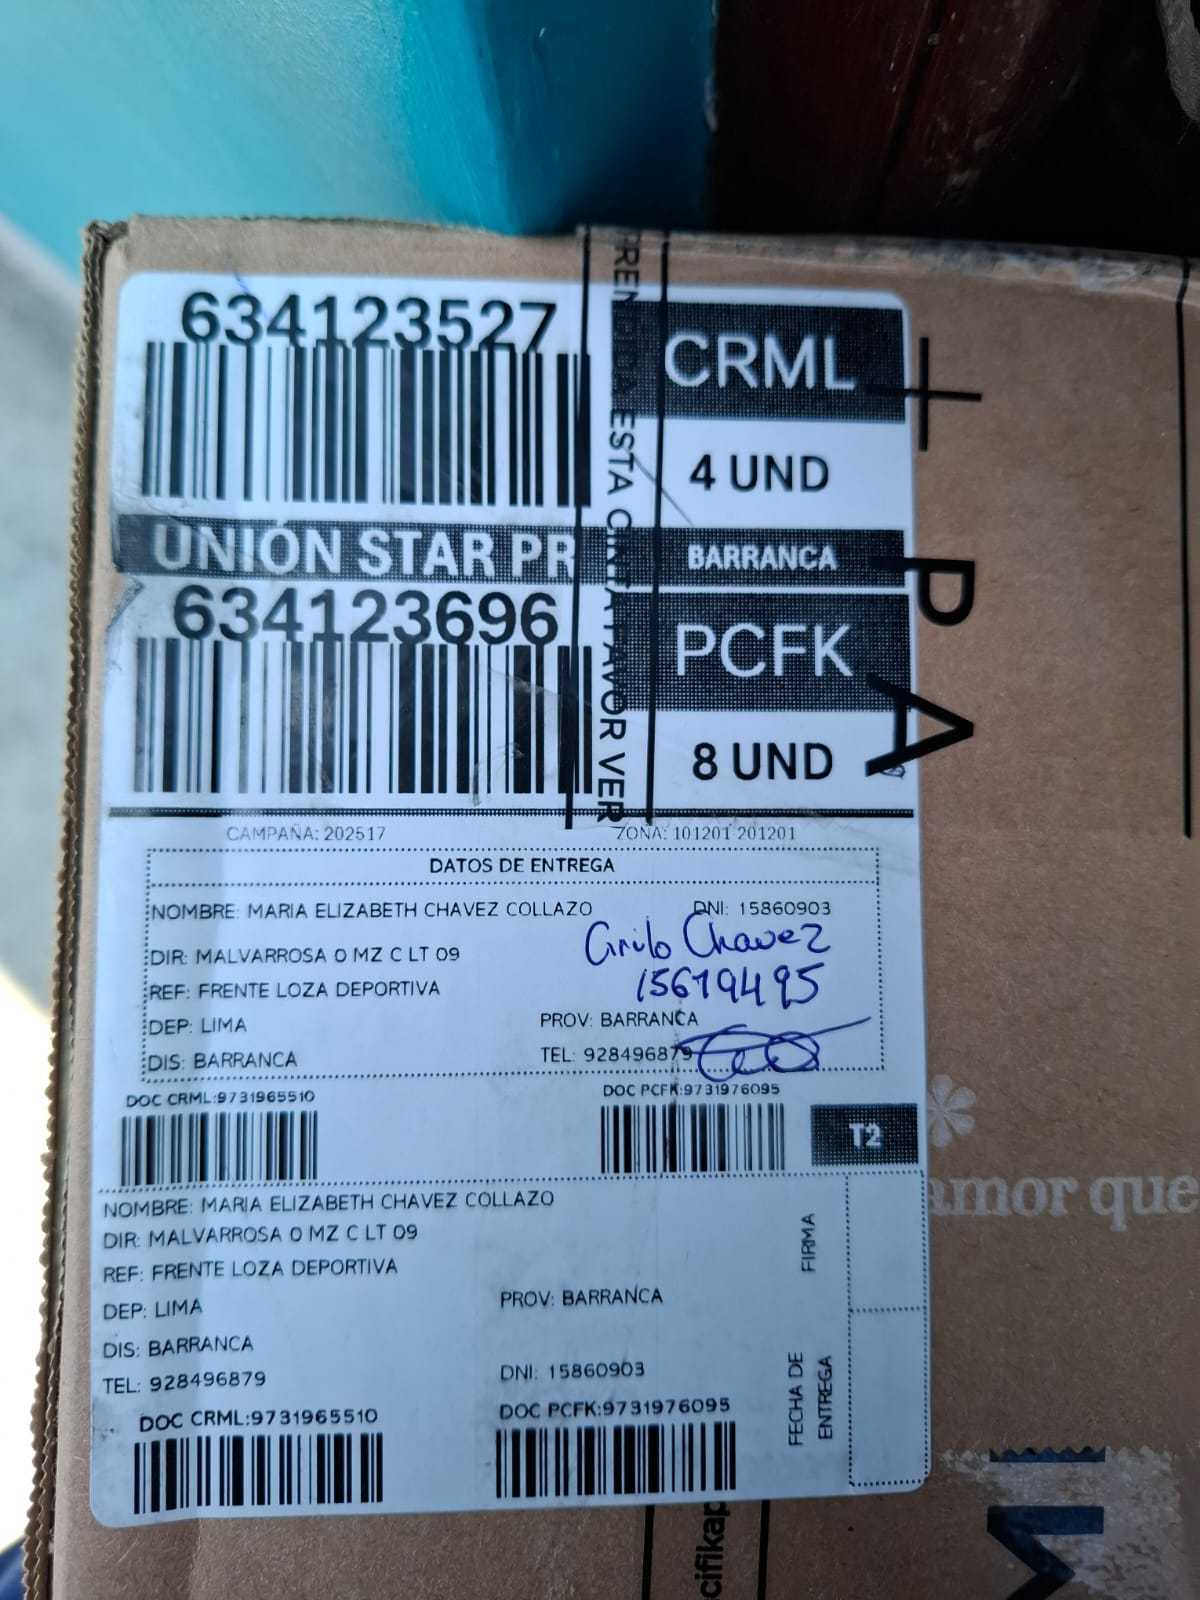 634123527
CRML
4 UND
UNIÓN STAR PR
BARRANCA
634123696
PCFK
8 UND
ESTA CINTA FAVOR VER
+ PA
CAMPAÑA: 202517
ZONA: 101201 201201
DATOS DE ENTREGA
NOMBRE: MARIA ELIZABETH CHAVEZ COLLAZO DNI: 15860903
Cirilo Chavez
DIR: MALVARROSA 0 MZ C LT 09
15619495
REF: FRENTE LOZA DEPORTIVA
DEP: LIMA PROV: BARRANCA
DIS: BARRANCA TEL: 928496879
DOC CRML:9731965510 DOC PCFK:9731976095
T2
NOMBRE: MARIA ELIZABETH CHAVEZ COLLAZO
DIR: MALVARROSA 0 MZ C LT 09
REF: FRENTE LOZA DEPORTIVA
DEP: LIMA PROV: BARRANCA
DIS: BARRANCA
TEL: 928496879 DNI: 15860903
DOC CRML:9731965510 DOC PCFK:9731976095
FIRMA
FECHA DE
ENTREGA
amor que